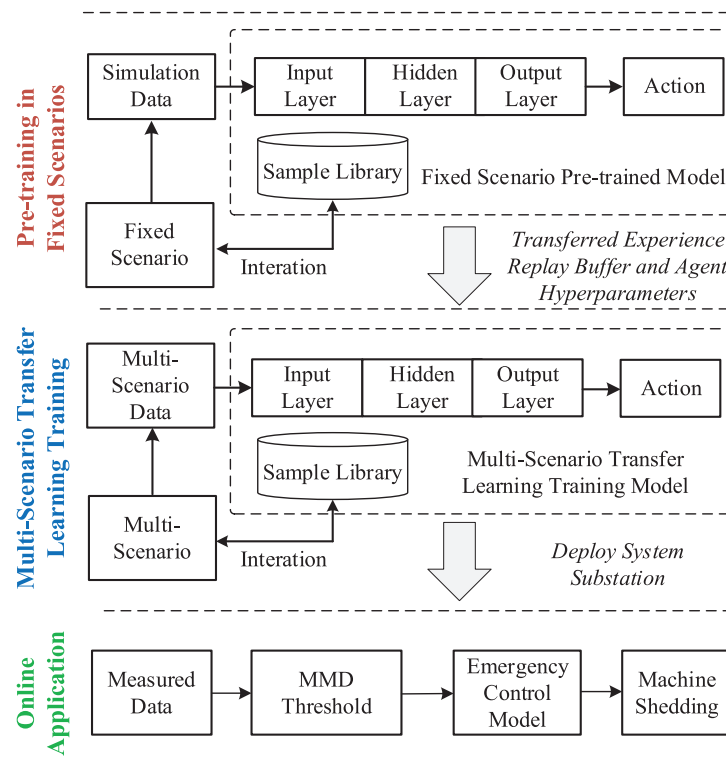 Pre-training in
Fixed Scenarios
Simulation
Data
Input
Layer
Hidden
Layer
Output
Layer
Action
Sample Library
Fixed Scenario Pre-trained Model
Fixed
Scenario
Interation
Transferred Experience
Replay Buffer and Agent
Hyperparameters
Multi-Scenario Transfer
Learning Training
Multi-
Scenario
Data
Input
Layer
Hidden
Layer
Output
Layer
Action
Sample Library
Multi-Scenario Transfer
Learning Training Model
Multi-
Scenario
Interation
Deploy System
Substation
Online
Application
Measured
Data
MMD
Threshold
Emergency
Control
Model
Machine
Shedding